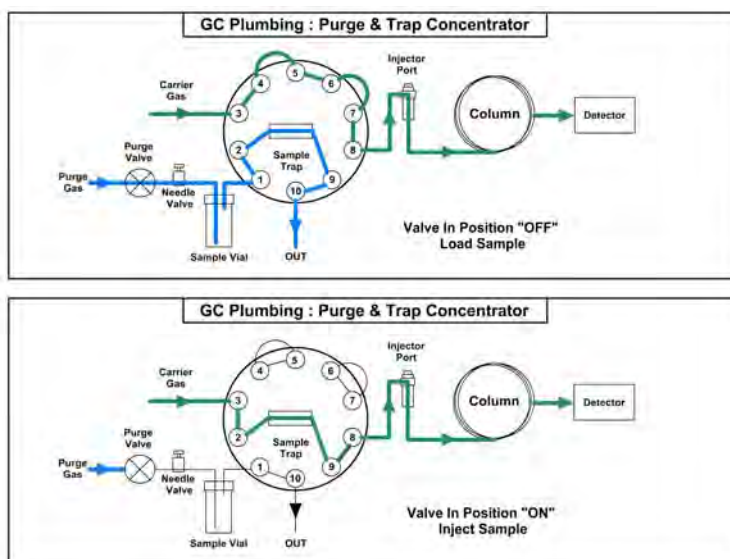 GC Plumbing : Purge & Trap Concentrator
Injector
Port
Carrier
Gas
4
5
6
3
7
Column
Detector
2
8
Sample
Trap
Purge
Valve
1
10
9
Purge
Gas
Needle
Valve
Valve In Position "OFF"
Load Sample
Sample Vial
OUT
GC Plumbing : Purge & Trap Concentrator
Injector
Port
Carrier
Gas
4
5
6
3
7
Column
Detector
2
8
Sample
Trap
Purge
Valve
1
10
9
Purge
Gas
Needle
Valve
Valve In Position "ON"
Inject Sample
Sample Vial
OUT